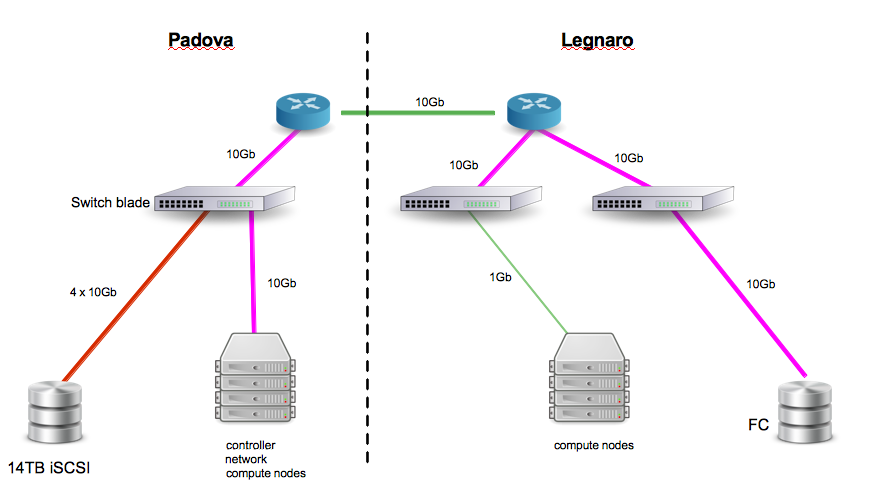 Padova
Legnaro
10Gb
10Gb
10Gb
10Gb
Switch blade
4 x 10Gb
10Gb
1Gb
10Gb
14TB iSCSI
controller
network
compute nodes
compute nodes
FC